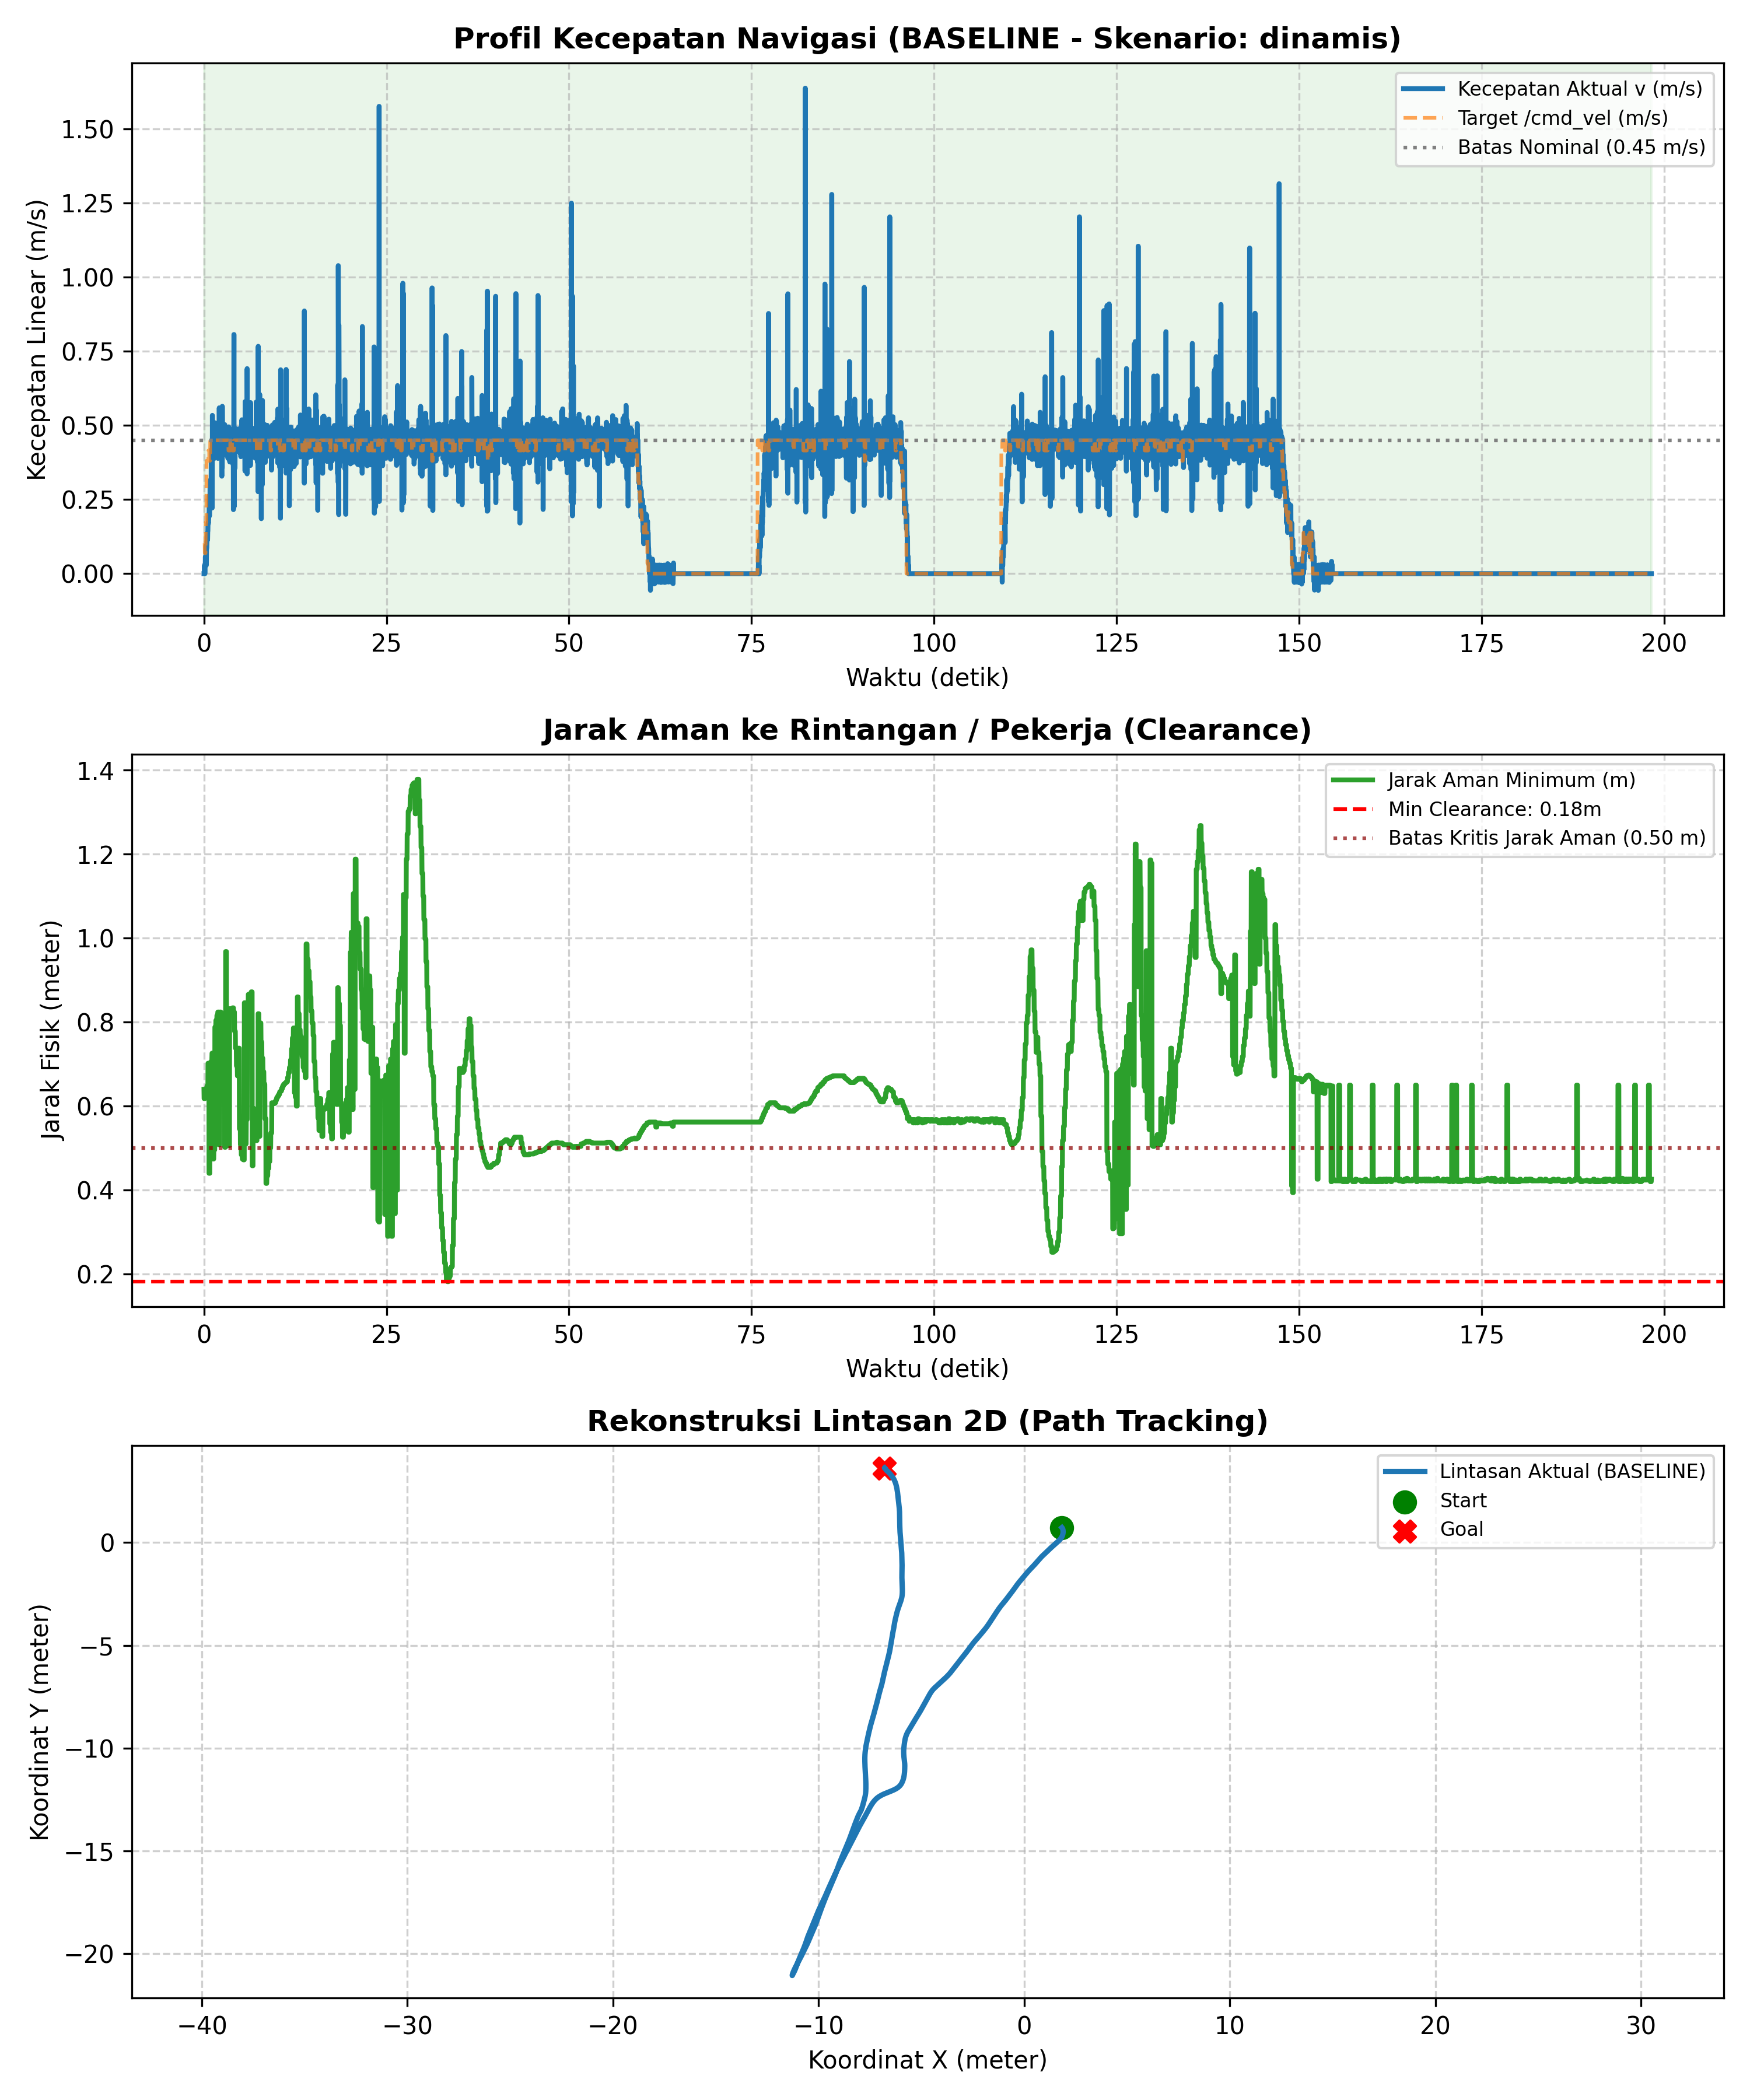 Profil Kecepatan Navigasi (BASELINE - Skenario: dinamis)
Kecepatan Linear (m/s)
1.50
1.25
1.00
0.75
0.50
0.25
0.00
Kecepatan Aktual v (m/s)
Target /cmd_vel (m/s)
Batas Nominal (0.45 m/s)
0 25 50 75 100 125 150 175 200
Waktu (detik)
Jarak Aman ke Rintangan / Pekerja (Clearance)
Jarak Fisik (meter)
1.4
1.2
1.0
0.8
0.6
0.4
0.2
Jarak Aman Minimum (m)
Min Clearance: 0.18m
Batas Kritis Jarak Aman (0.50 m)
0 25 50 75 100 125 150 175 200
Waktu (detik)
Rekonstruksi Lintasan 2D (Path Tracking)
Koordinat Y (meter)
0
−5
−10
−15
−20
Lintasan Aktual (BASELINE)
Start
Goal
−40 −30 −20 −10 0 10 20 30
Koordinat X (meter)